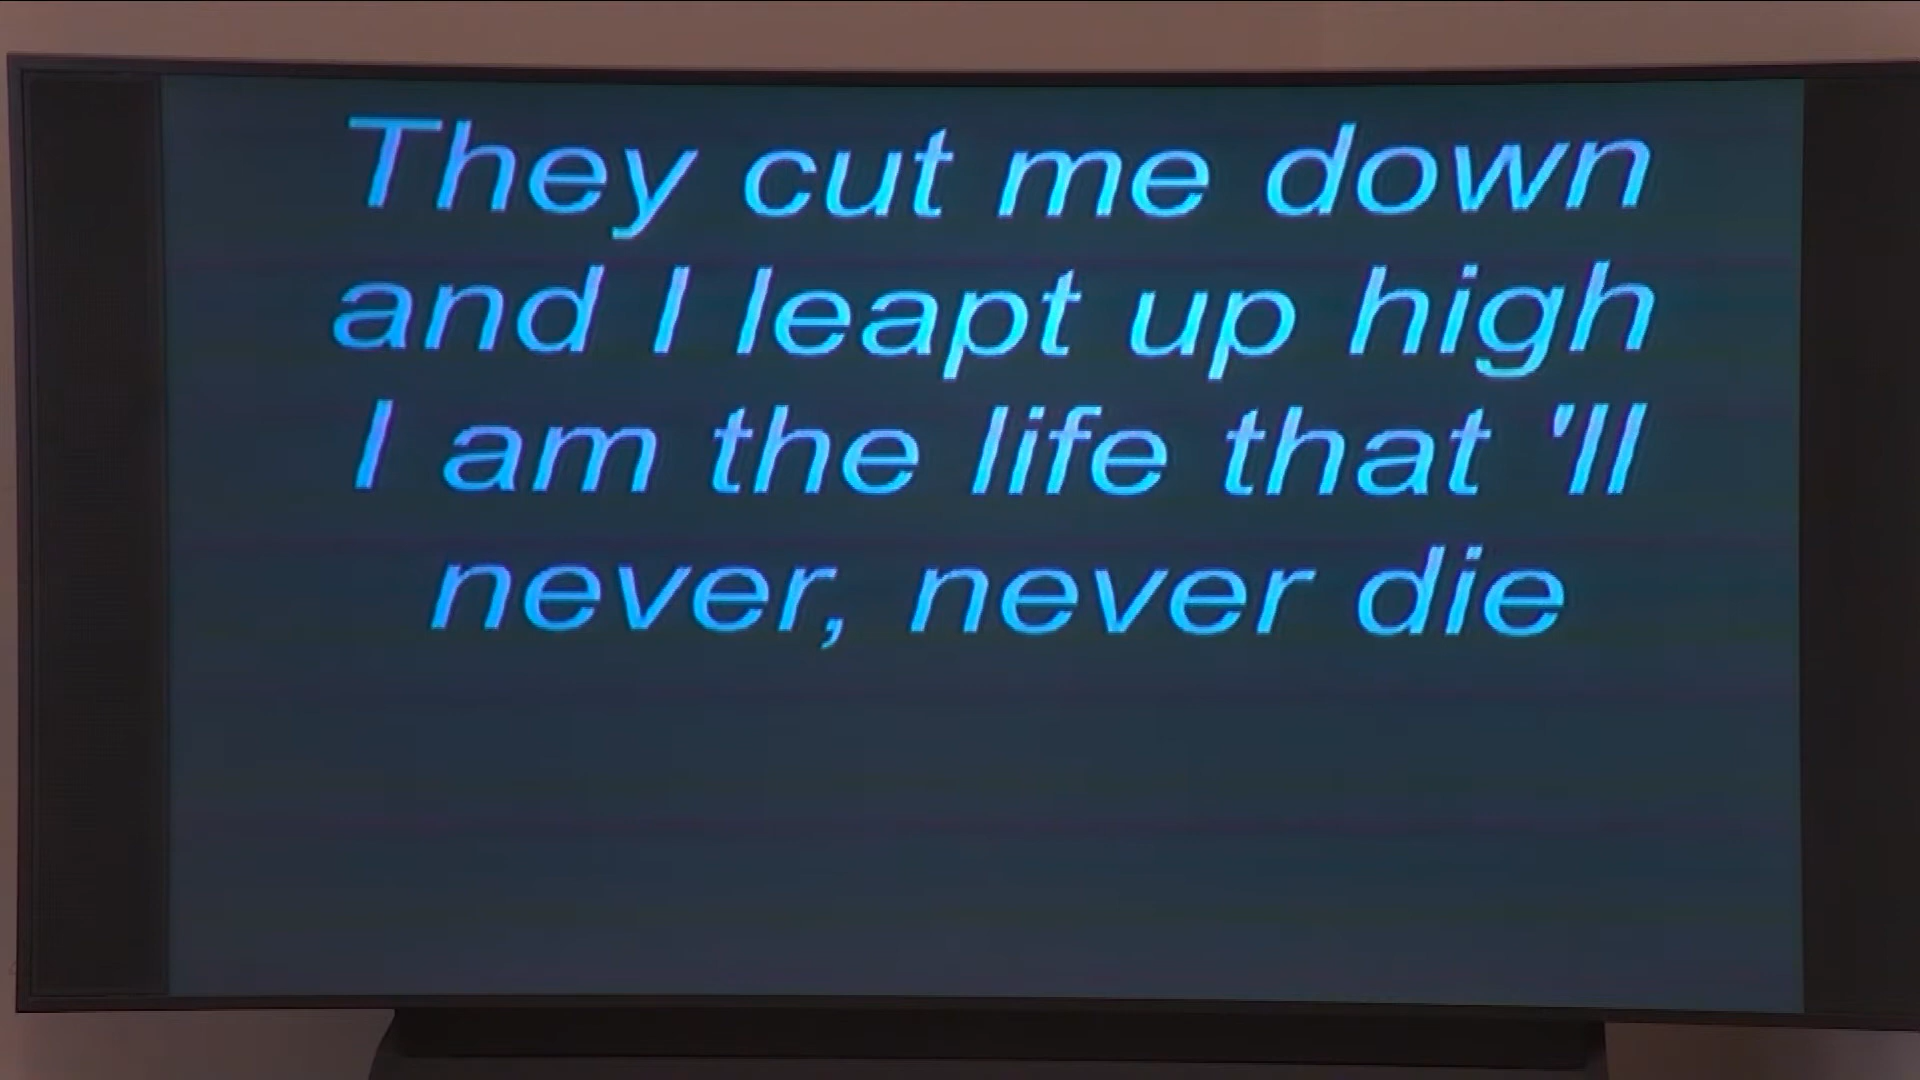 They cut me down
and I leapt up high
I am the life that 'll
never, never die